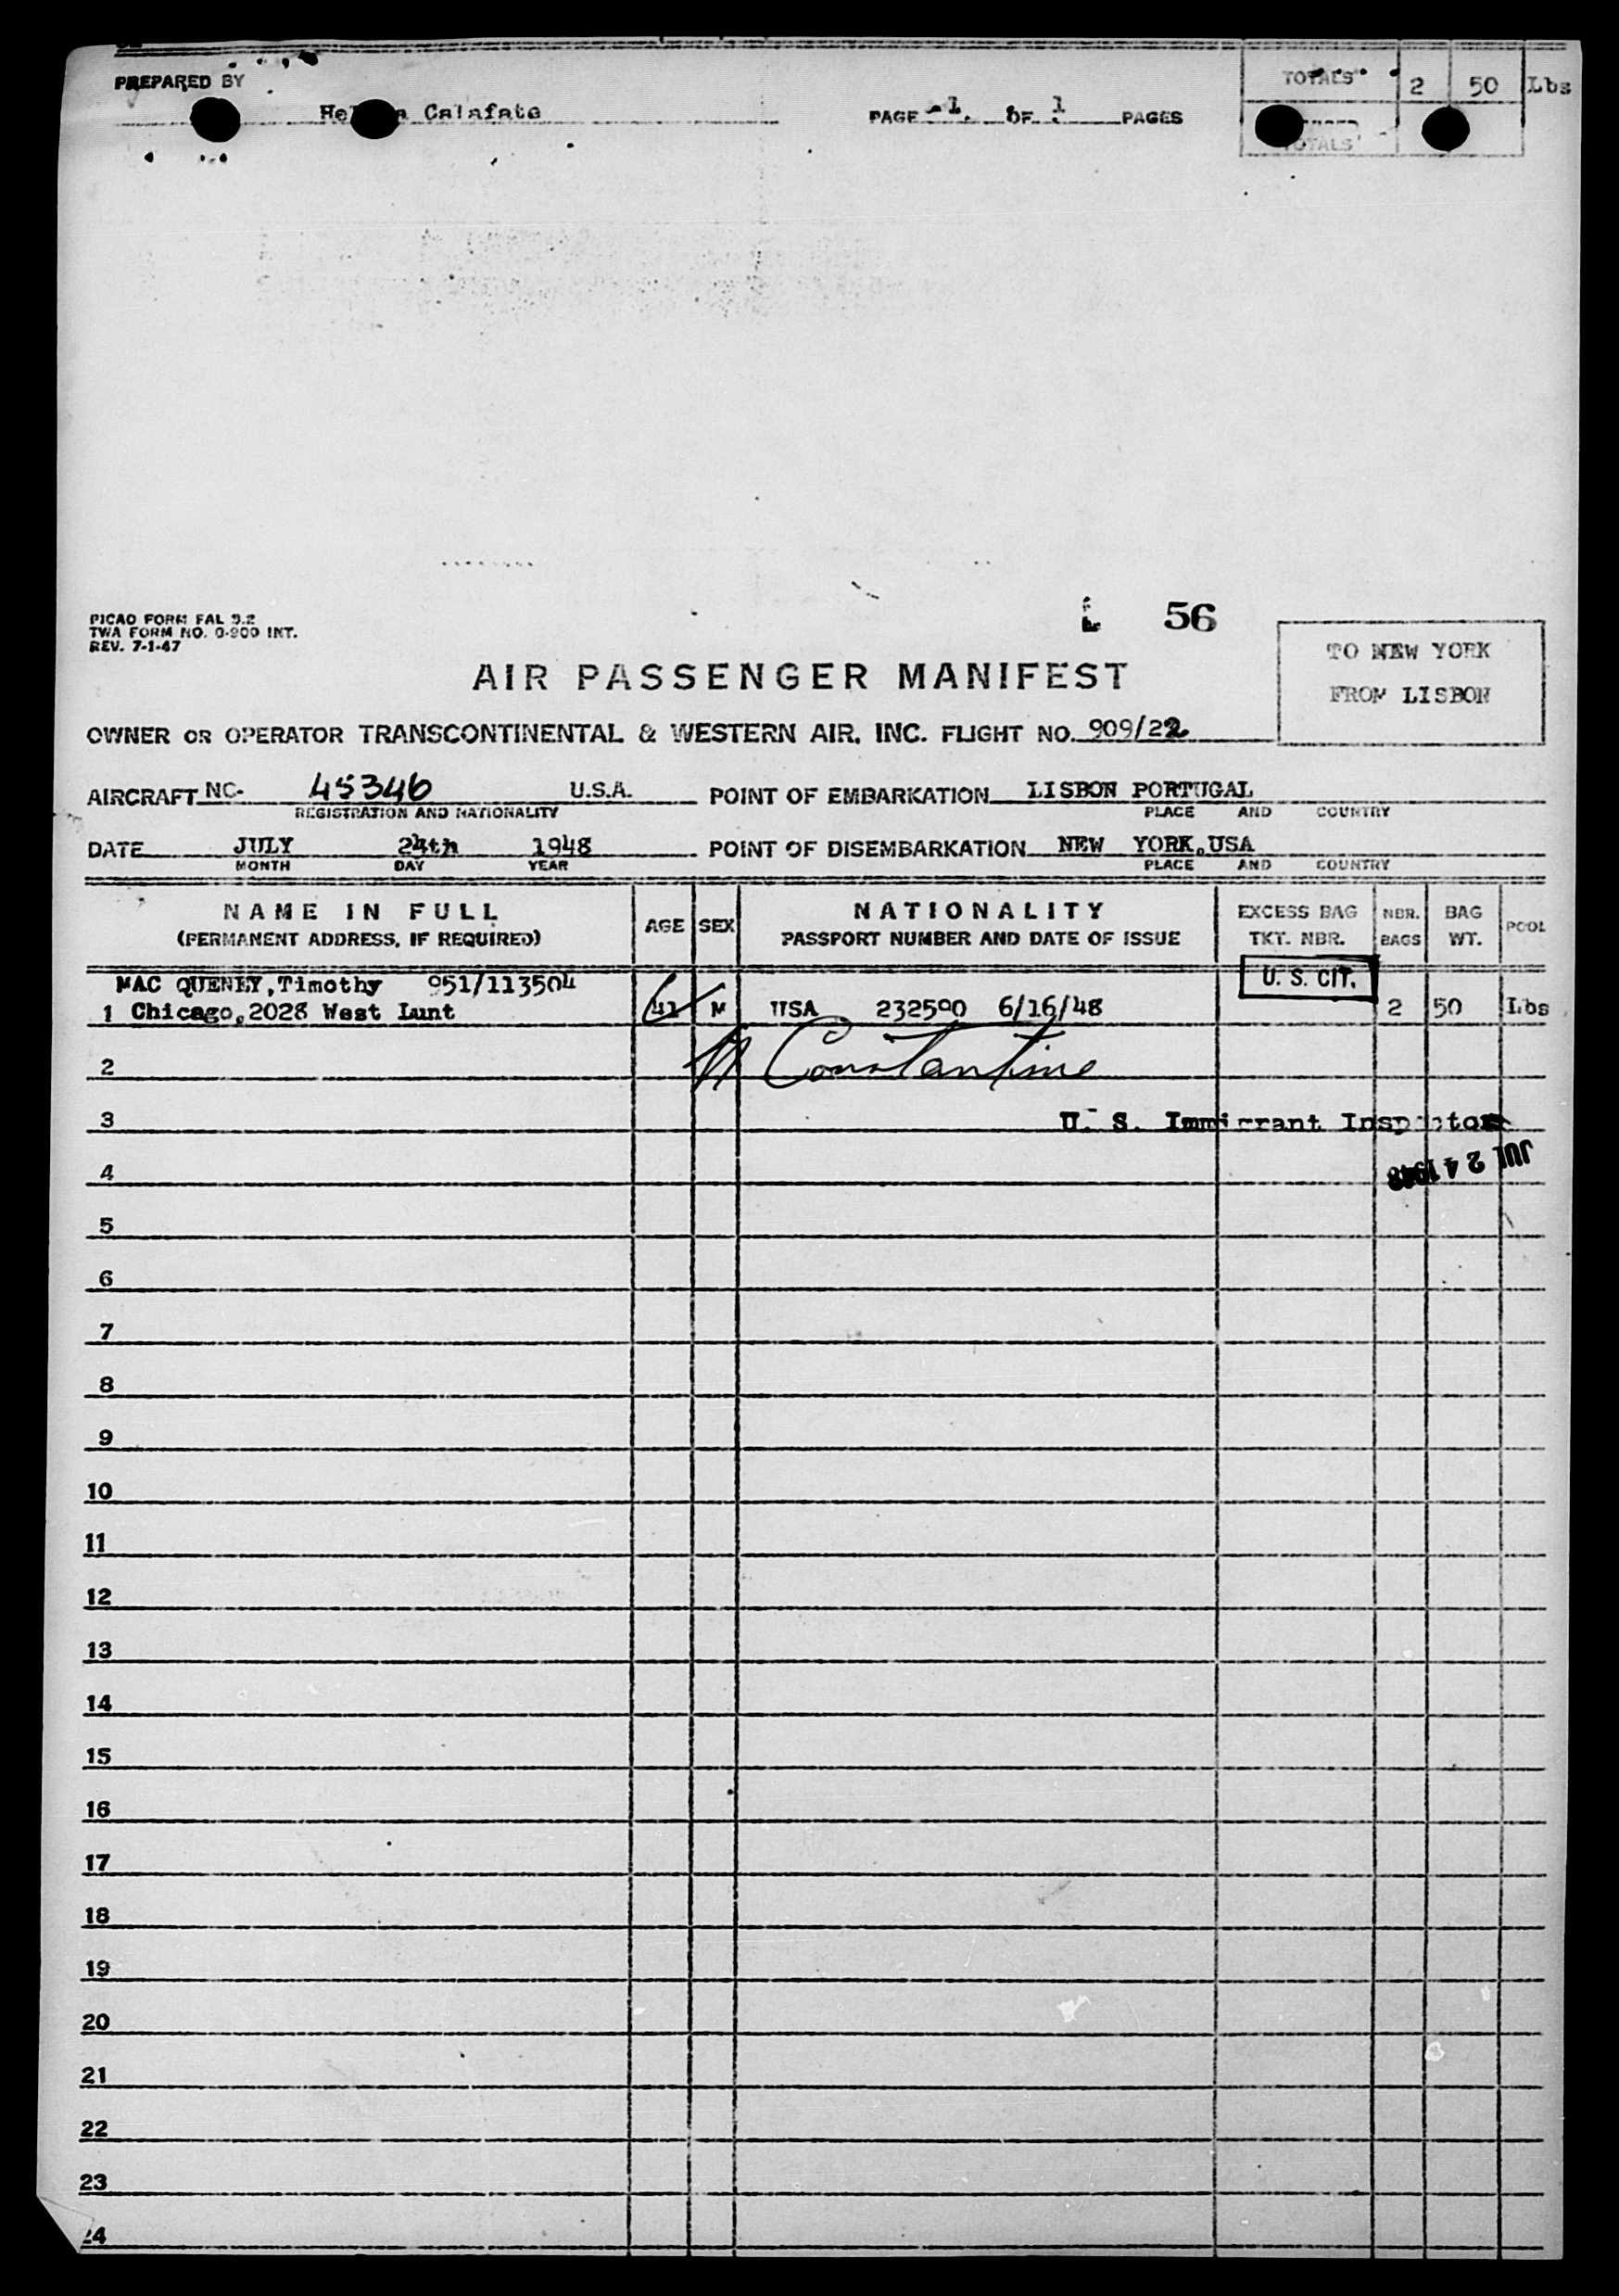 PREPARED BY
Calafate
PAGE 1. OF 1 PAGES
TOTALS 2 50 Lbs
TOTALS
PICAO FORM FAL 9.2
TWA FORM NO. 0-900 INT.
REV. 7-1-47
56
TO NEW YORK
FROM LISBON
AIR PASSENGER MANIFEST
OWNER OR OPERATOR TRANSCONTINENTAL & WESTERN AIR, INC. FLIGHT NO. 909/22
AIRCRAFT NC- 45346 U.S.A. POINT OF EMBARKATION LISBON PORTUGAL
REGISTRATION AND NATIONALITY PLACE AND COUNTRY
DATE JULY 24th 1948 POINT OF DISEMBARKATION NEW YORK.USA
MONTH DAY YEAR PLACE AND COUNTRY
NAME IN FULL AGE SEX NATIONALITY EXCESS BAG NBR. BAG POOL
(PERMANENT ADDRESS, IF REQUIRED) PASSPORT NUMBER AND DATE OF ISSUE TKT. NBR. BAGS WT.
MAC QUENEY,Timothy 951/113504 U. S. CIT.
1 Chicago,2028 West Lunt 41 M USA 232590 6/16/48 2 50 Lbs
2 Constantine
3 U. S. Immigrant Inspector
JUL 24 1948
4
5
6
7
8
9
10
11
12
13
14
15
16
17
18
19
20
21
22
23
24